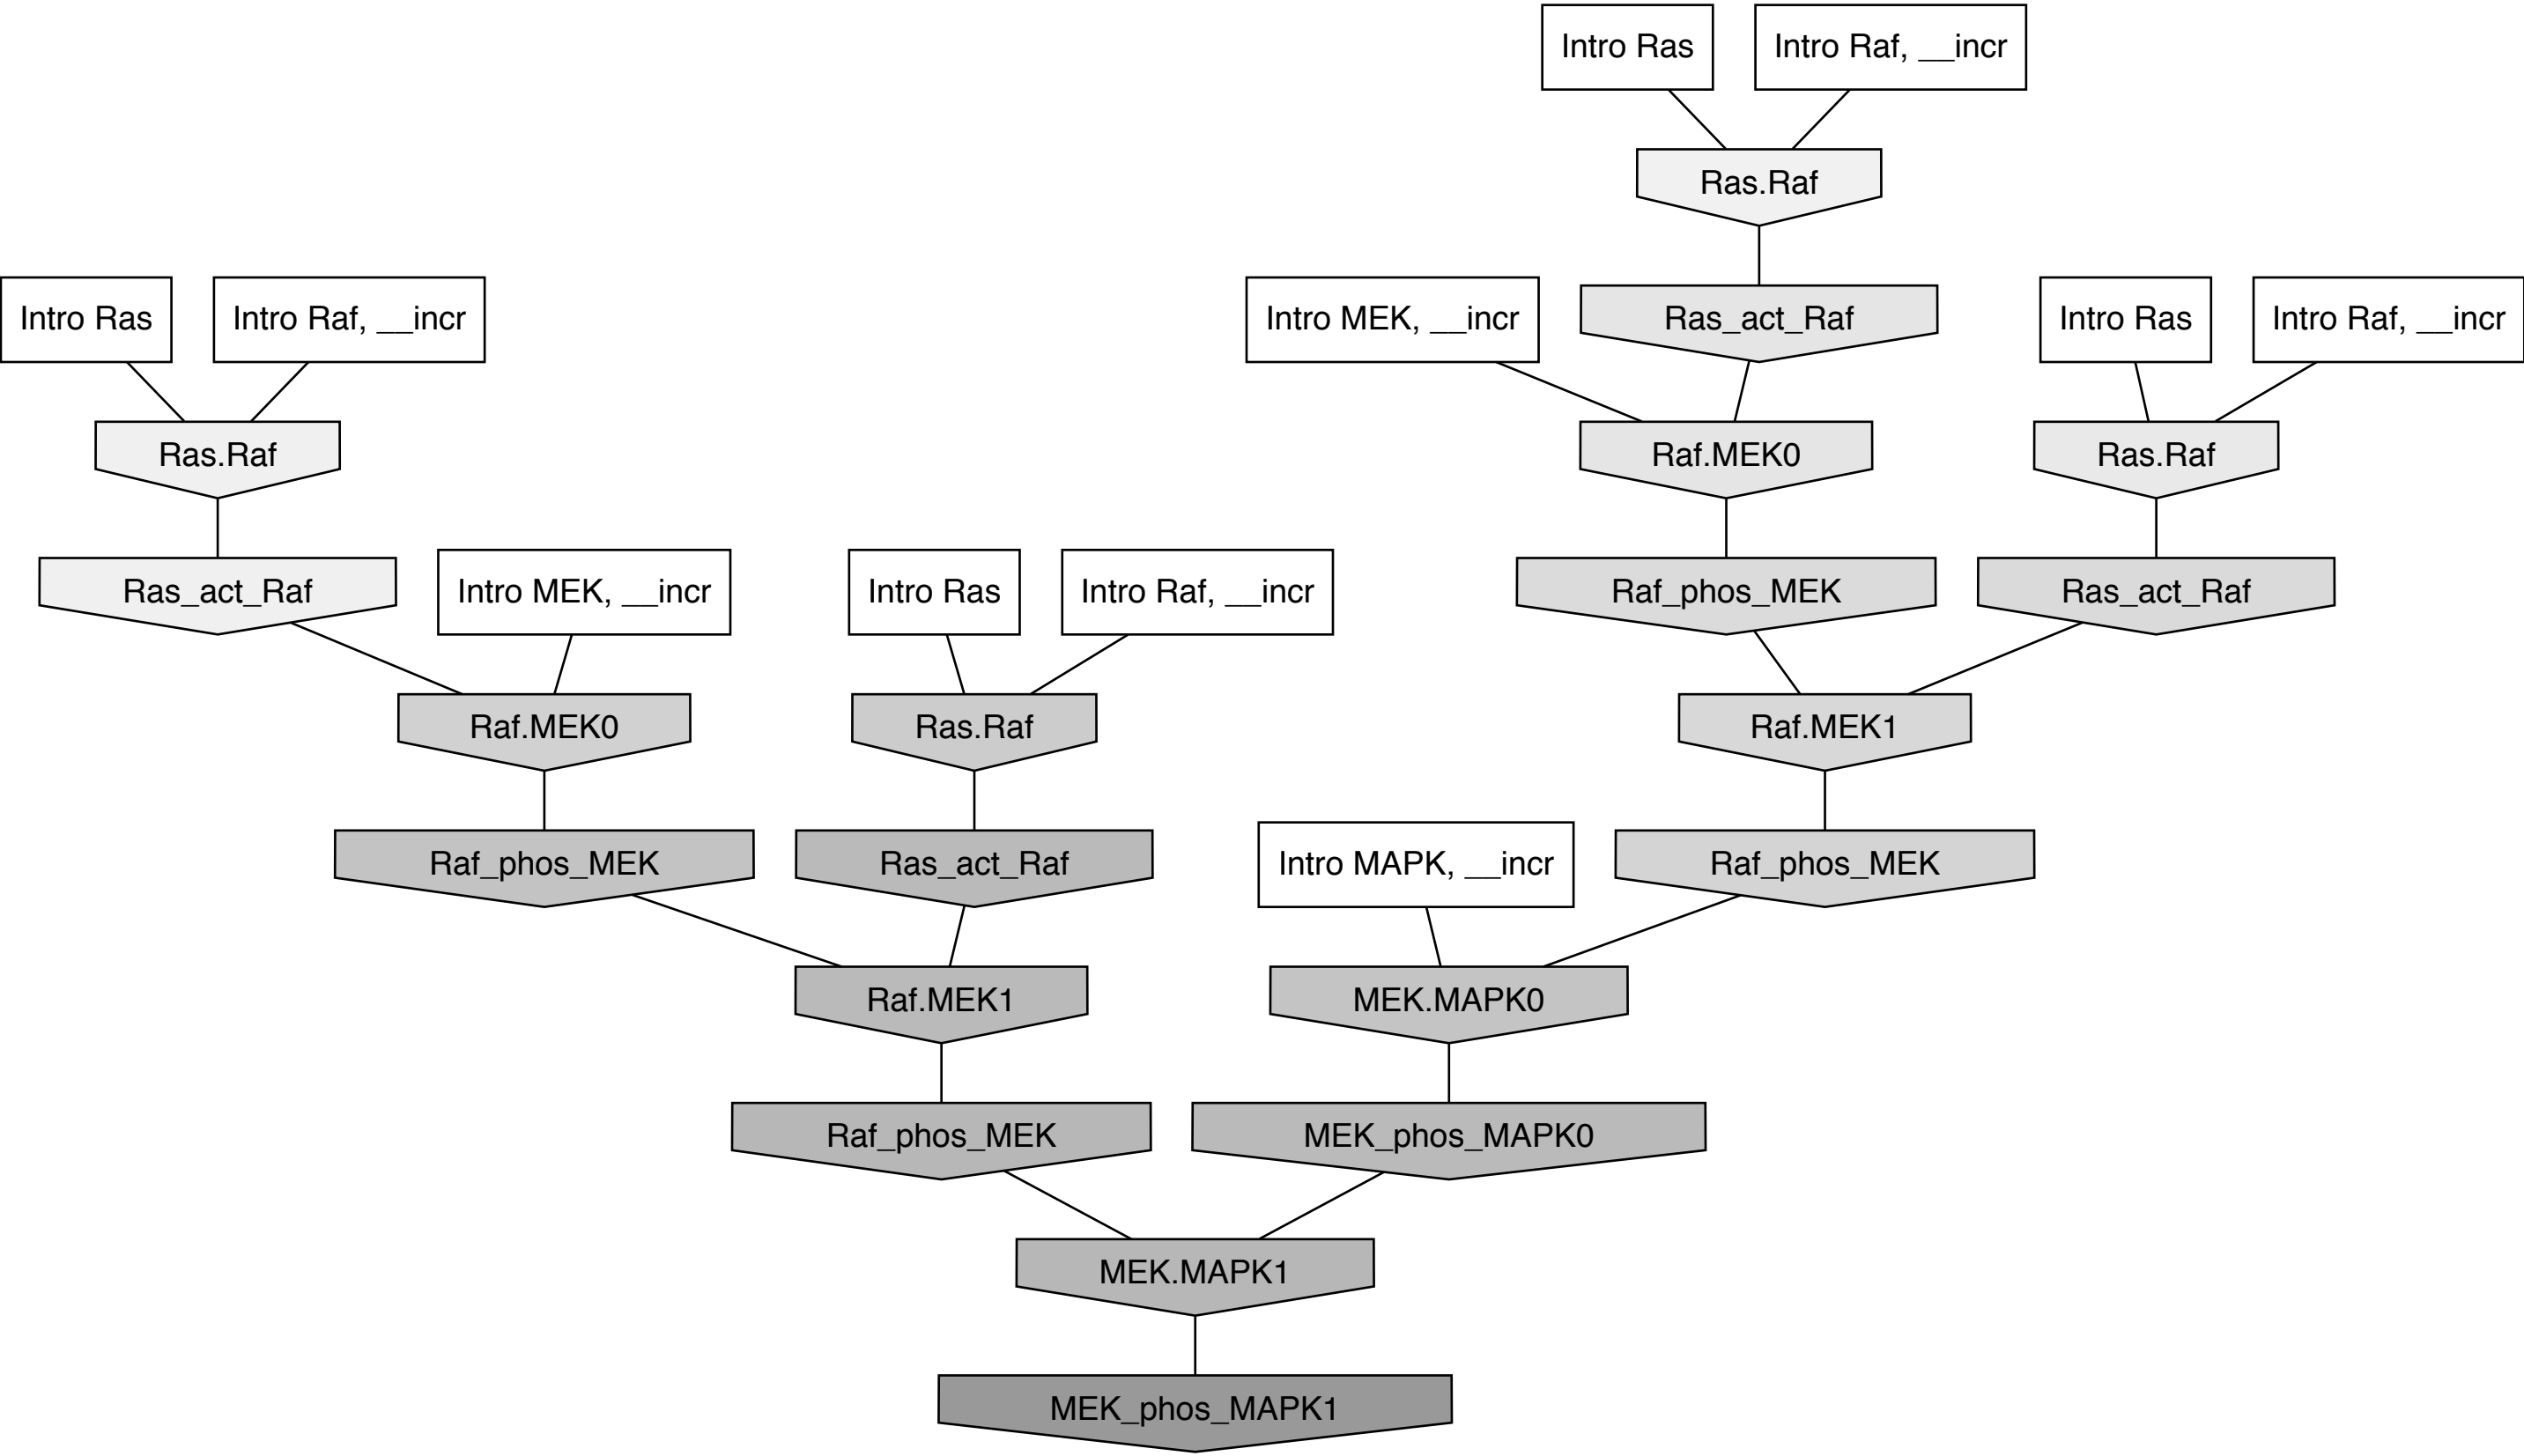 Intro Ras
Intro Raf, __incr
Ras.Raf
Intro Ras
Intro Raf, __incr
Intro MEK, __incr
Ras_act_Raf
Intro Ras
Intro Raf, __incr
Ras.Raf
Raf.MEK0
Ras.Raf
Ras_act_Raf
Intro MEK, __incr
Intro Ras
Intro Raf, __incr
Raf_phos_MEK
Ras_act_Raf
Raf.MEK0
Ras.Raf
Raf.MEK1
Raf_phos_MEK
Ras_act_Raf
Intro MAPK, __incr
Raf_phos_MEK
Raf.MEK1
MEK.MAPK0
Raf_phos_MEK
MEK_phos_MAPK0
MEK.MAPK1
MEK_phos_MAPK1